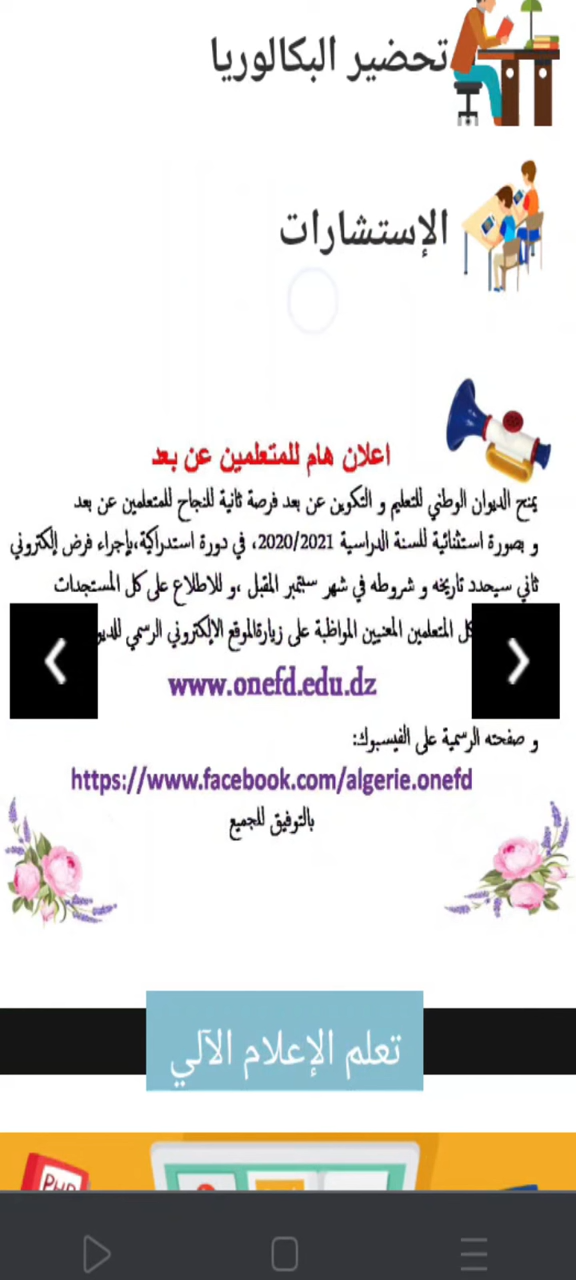 تحضير البكالوريا
الإستشارات
اعلان هام للمتعلمين عن بعد
يمنح الديوان الوطني للتعليم و التكوين عن بعد فرصة ثانية للنجاح للمتعلمين عن بعد
و بصورة استثنائية للسنة الدراسية 2020/2021، في دورة استدراكية،بإجراء فرض إلكتروني
ثاني سيحدد تاريخه و شروطه في شهر سبتمبر المقبل ،و للاطلاع على كل المستجدات
كل المتعلمين المعنيين المواظبة على زيارةالموقع الإلكتروني الرسمي
www.onefd.edu.dz
و صفحته الرسمية على الفيسبوك:
https://www.facebook.com/algerie.onefd
بالتوفيق للجميع
تعلم الإعلام الآلي
PHP